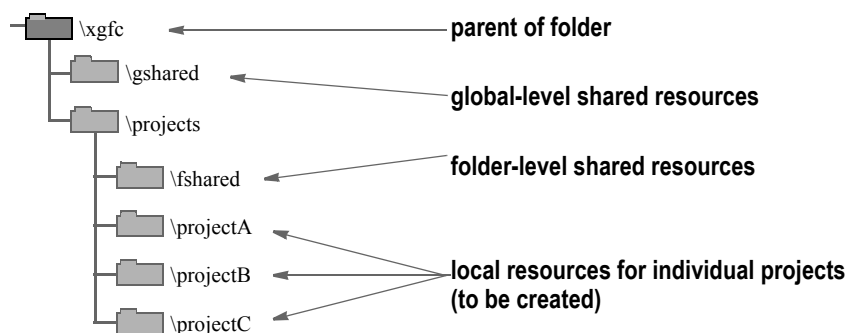 \xgfc
parent of folder
\gshared
global-level shared resources
\projects
folder-level shared resources
\fshared
\projectA
\projectB
local resources for individual projects
(to be created)
\projectC